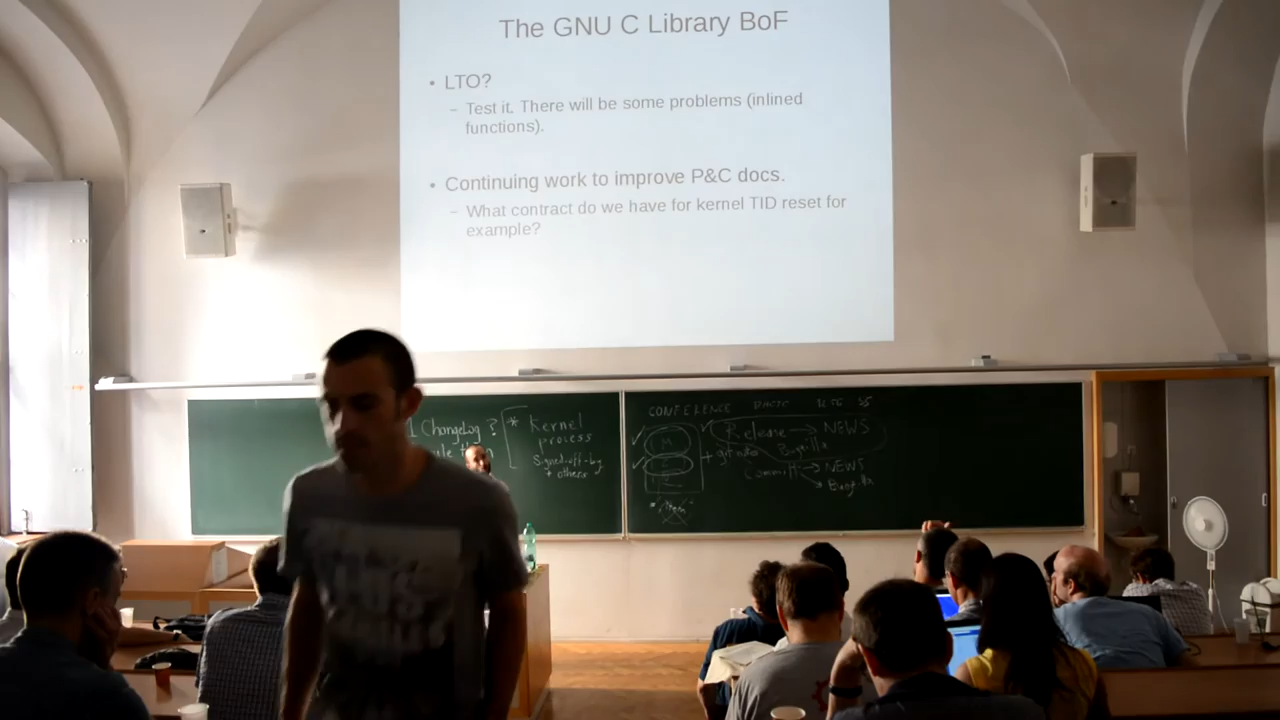 The GNU C Library BoF
• LTO?
– Test it. There will be some problems (inlined
functions).
• Continuing work to improve P&C docs.
– What contract do we have for kernel TID reset for
example?
ChangeLog ?
* Kernel
process
Signed-off-by
+ others
CONFERENCE
Release → NEWS
+ git
Commit → NEWS